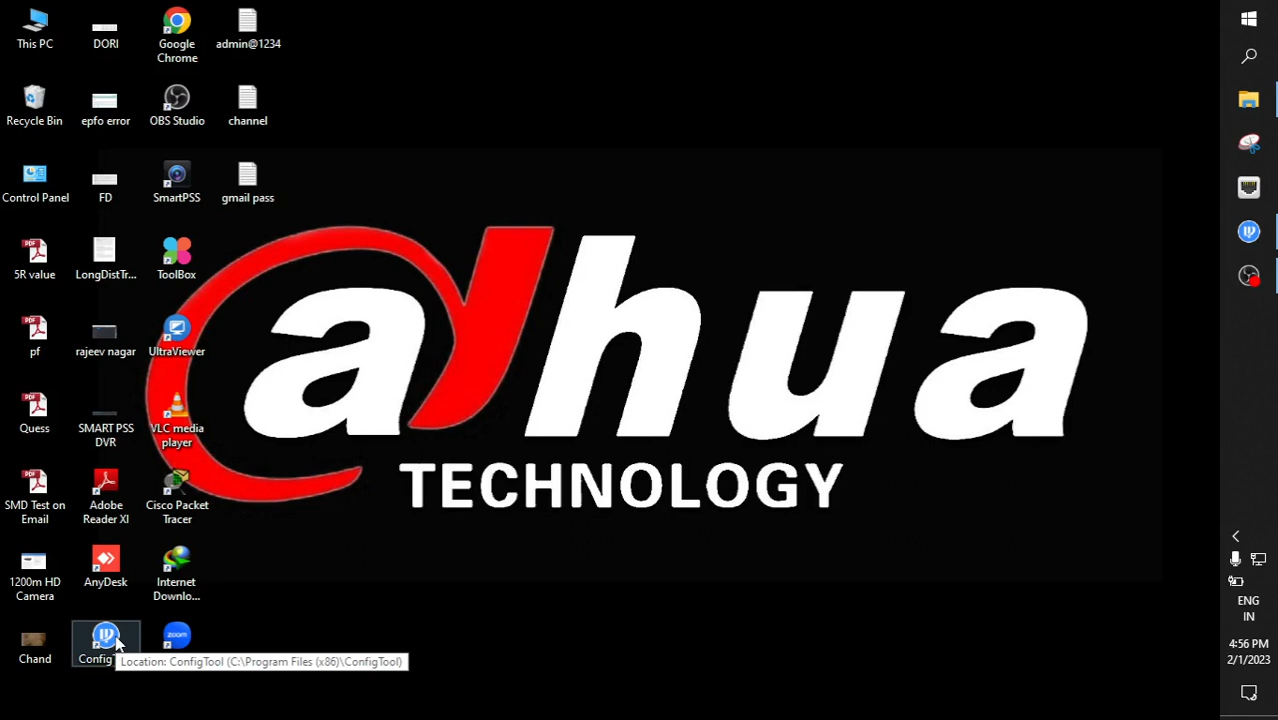 This PC
DORI
Google
Chrome
admin@1234
Recycle Bin
epfo error
OBS Studio
channel
Control Panel
FD
SmartPSS
gmail pass
5R value
LongDistTr...
ToolBox
pf
rajeev nagar
UltraViewer
Quess
SMART PSS
DVR
VLC media
player
SMD Test on
Email
Adobe
Reader XI
Cisco Packet
Tracer
1200m HD
Camera
AnyDesk
Internet
Downlo...
Chand
zoom
Location: ConfigTool (C:\Program Files (x86)\ConfigTool)
alhua
TECHNOLOGY
ENG
IN
4:56 PM
2/1/2023